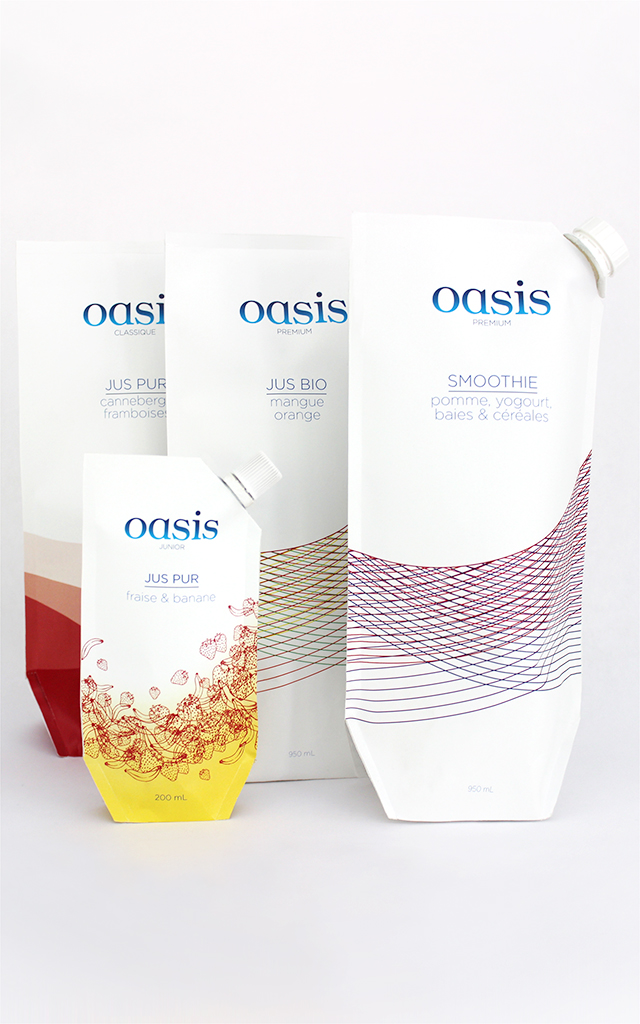 oasis
CLASSIQUE
JUS PUR
canneberge
framboises
oasis
PREMIUM
JUS BIO
mangue
orange
950 mL
oasis
PREMIUM
SMOOTHIE
pomme, yogourt,
baies & céréales
950 mL
oasis
JUNIOR
JUS PUR
fraise & banane
200 mL